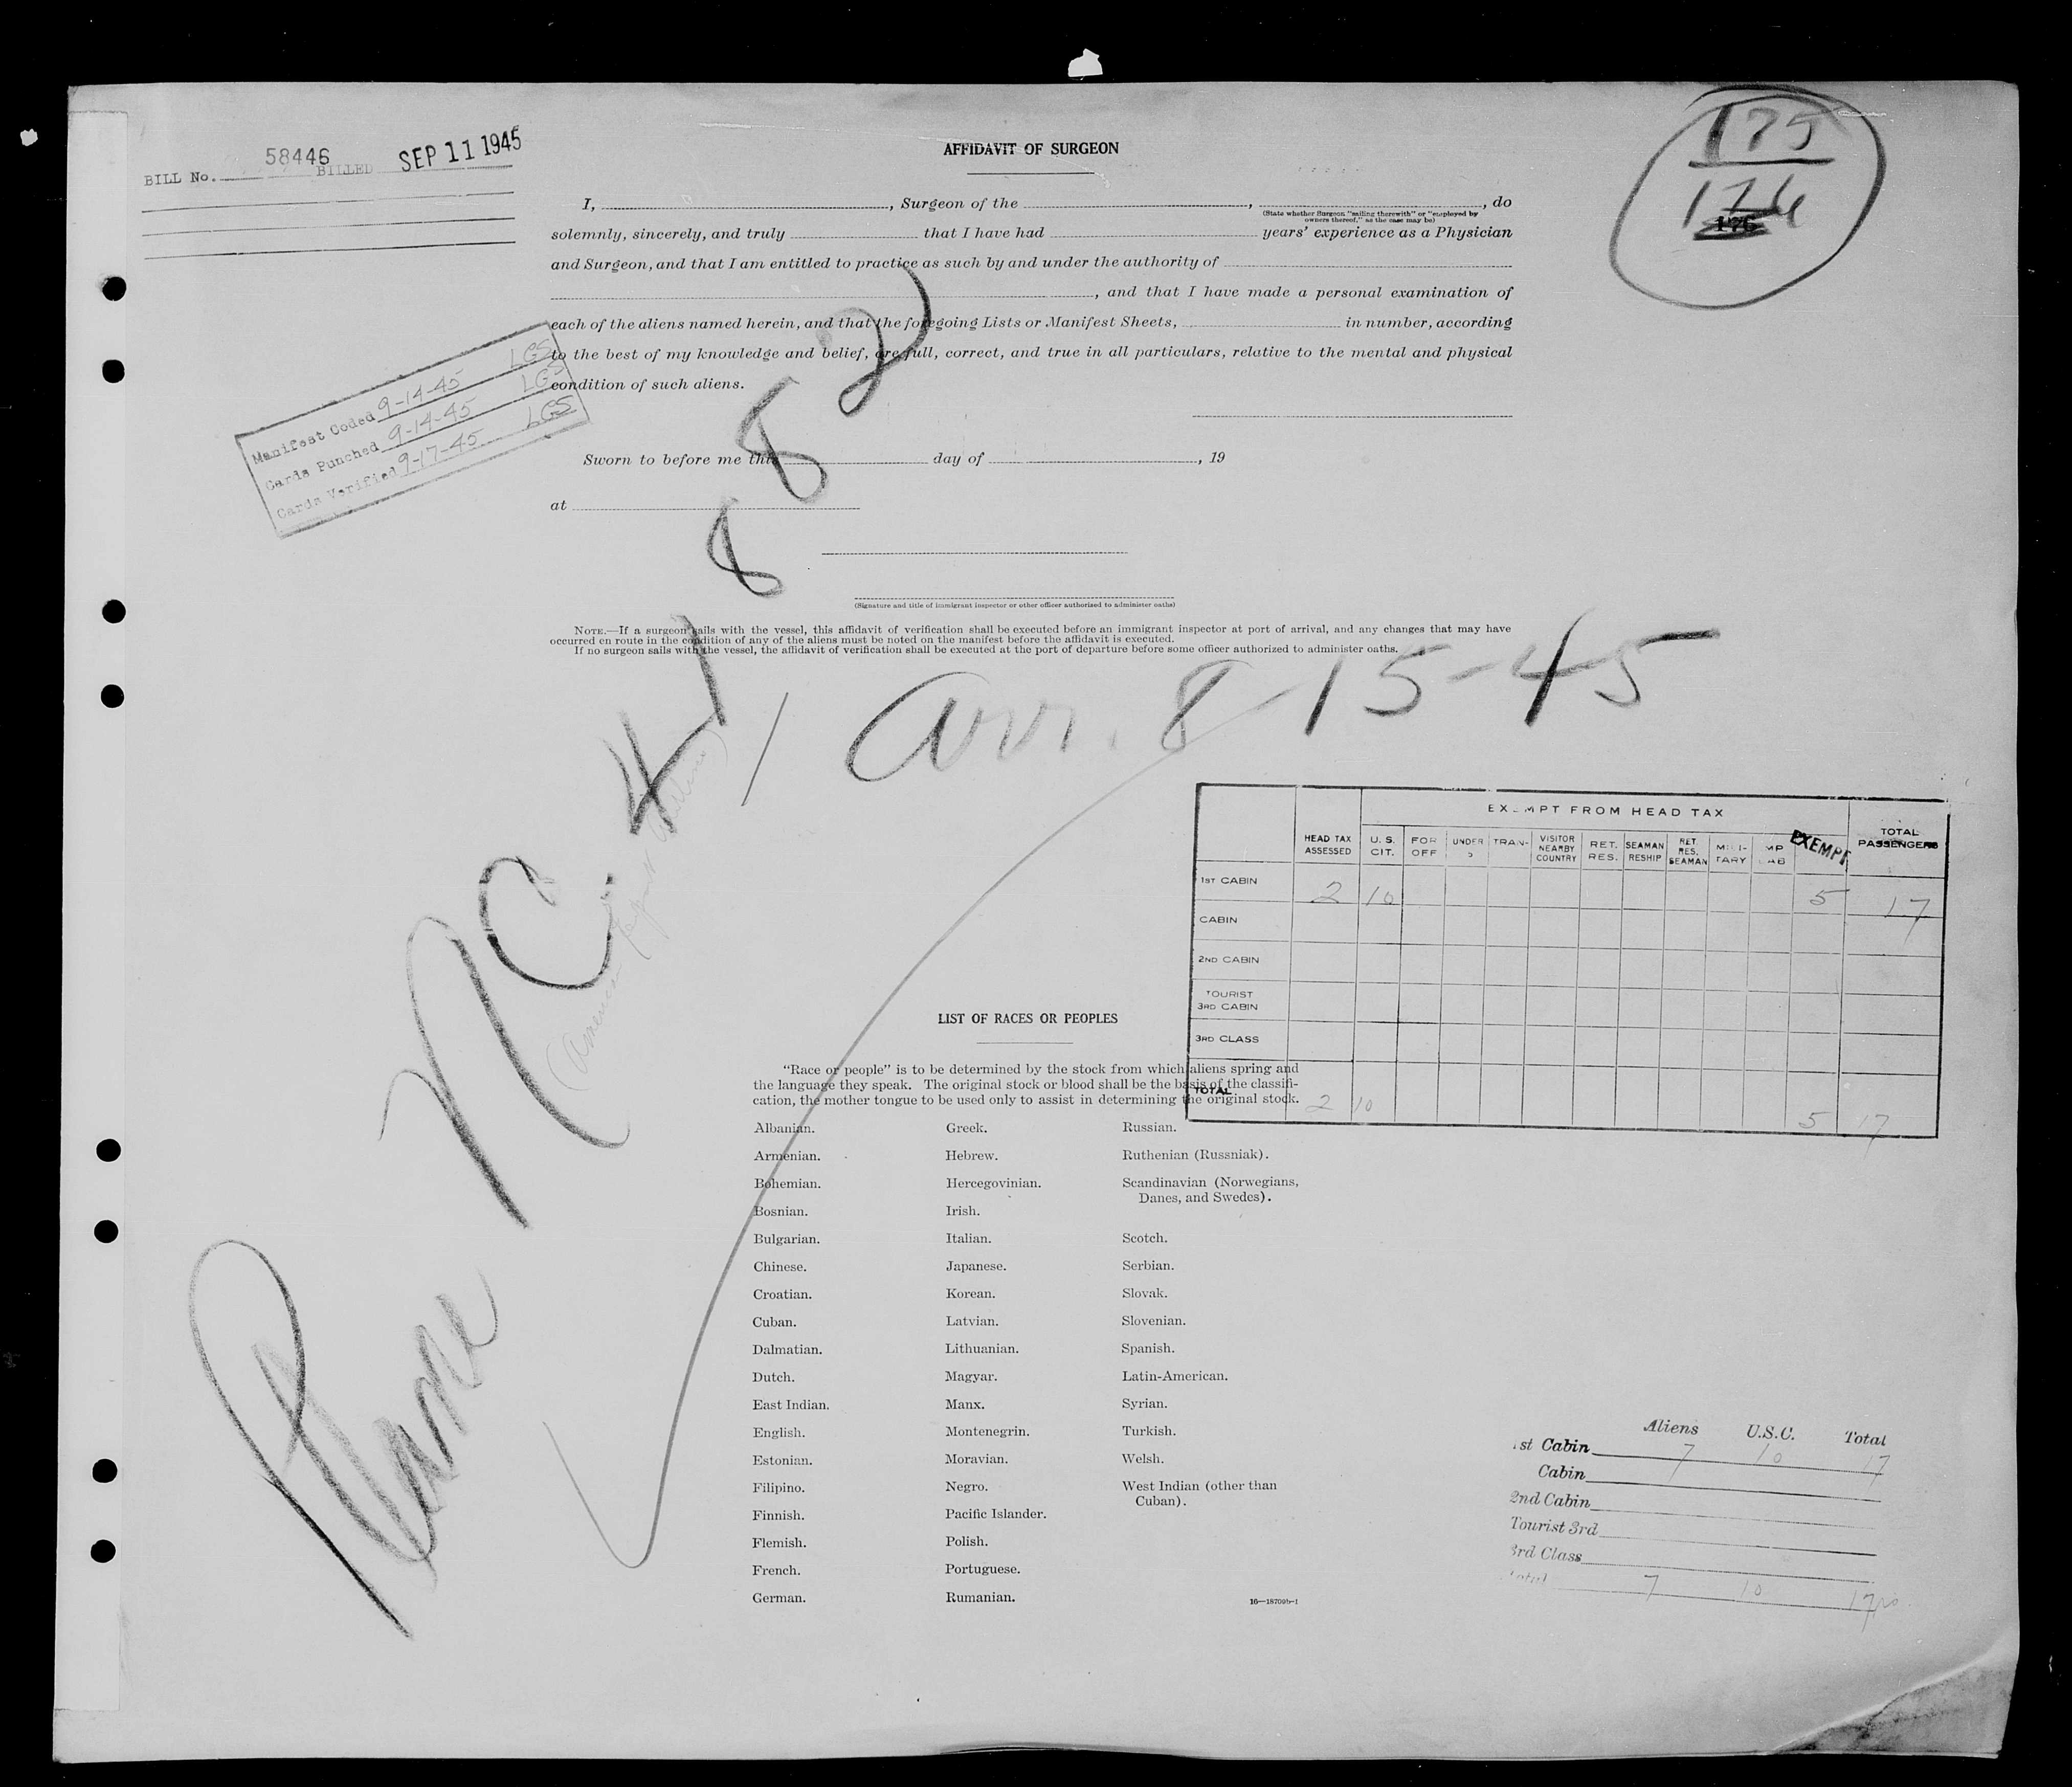 BILL No. 58446 BILLED SEP 11 1945
175
176
176
AFFIDAVIT OF SURGEON
I, , Surgeon of the , , do
(State whether Surgeon "sailing therewith" or "employed by
owners thereof," as the case may be)
solemnly, sincerely, and truly that I have had years' experience as a Physician
and Surgeon, and that I am entitled to practice as such by and under the authority of
, and that I have made a personal examination of
each of the aliens named herein, and that the foregoing Lists or Manifest Sheets, in number, according
to the best of my knowledge and belief, are full, correct, and true in all particulars, relative to the mental and physical
condition of such aliens.
Manifest Coded 9-14-45 LGS
Cards Punched 9-14-45 LGS
Cards Verified 9-17-45 LGS
Sworn to before me this day of , 19
at
(Signature and title of immigrant inspector or other officer authorized to administer oaths)
NOTE.—If a surgeon sails with the vessel, this affidavit of verification shall be executed before an immigrant inspector at port of arrival, and any changes that may have
occurred en route in the condition of any of the aliens must be noted on the manifest before the affidavit is executed.
If no surgeon sails with the vessel, the affidavit of verification shall be executed at the port of departure before some officer authorized to administer oaths.
Plane NC 41882
arr. 8-15-45
EXEMPT FROM HEAD TAX
HEAD TAX ASSESSED U. S. CIT. FOR OFF UNDER TRAN- VISITOR NEARBY COUNTRY RET. RES. SEAMAN RESHIP RET. RES. SEAMAN MILI-TARY EXEMPT TOTAL PASSENGERS
1ST CABIN 2 10 5 17
CABIN
2ND CABIN
TOURIST
3RD CABIN
3RD CLASS
TOTAL 2 10 5 17
LIST OF RACES OR PEOPLES
"Race or people" is to be determined by the stock from which aliens spring and
the language they speak. The original stock or blood shall be the basis of the classifi-
cation, the mother tongue to be used only to assist in determining the original stock.
Albanian.
Armenian.
Bohemian.
Bosnian.
Bulgarian.
Chinese.
Croatian.
Cuban.
Dalmatian.
Dutch.
East Indian.
English.
Estonian.
Filipino.
Finnish.
Flemish.
French.
German.
Greek.
Hebrew.
Hercegovinian.
Irish.
Italian.
Japanese.
Korean.
Latvian.
Lithuanian.
Magyar.
Manx.
Montenegrin.
Moravian.
Negro.
Pacific Islander.
Polish.
Portuguese.
Rumanian.
Russian.
Ruthenian (Russniak).
Scandinavian (Norwegians,
Danes, and Swedes).
Scotch.
Serbian.
Slovak.
Slovenian.
Spanish.
Latin-American.
Syrian.
Turkish.
Welsh.
West Indian (other than
Cuban).
16—18709b-1
Aliens U.S.C. Total
1st Cabin 7 10 17
Cabin
2nd Cabin
Tourist 3rd
3rd Class
Total 7 10 17